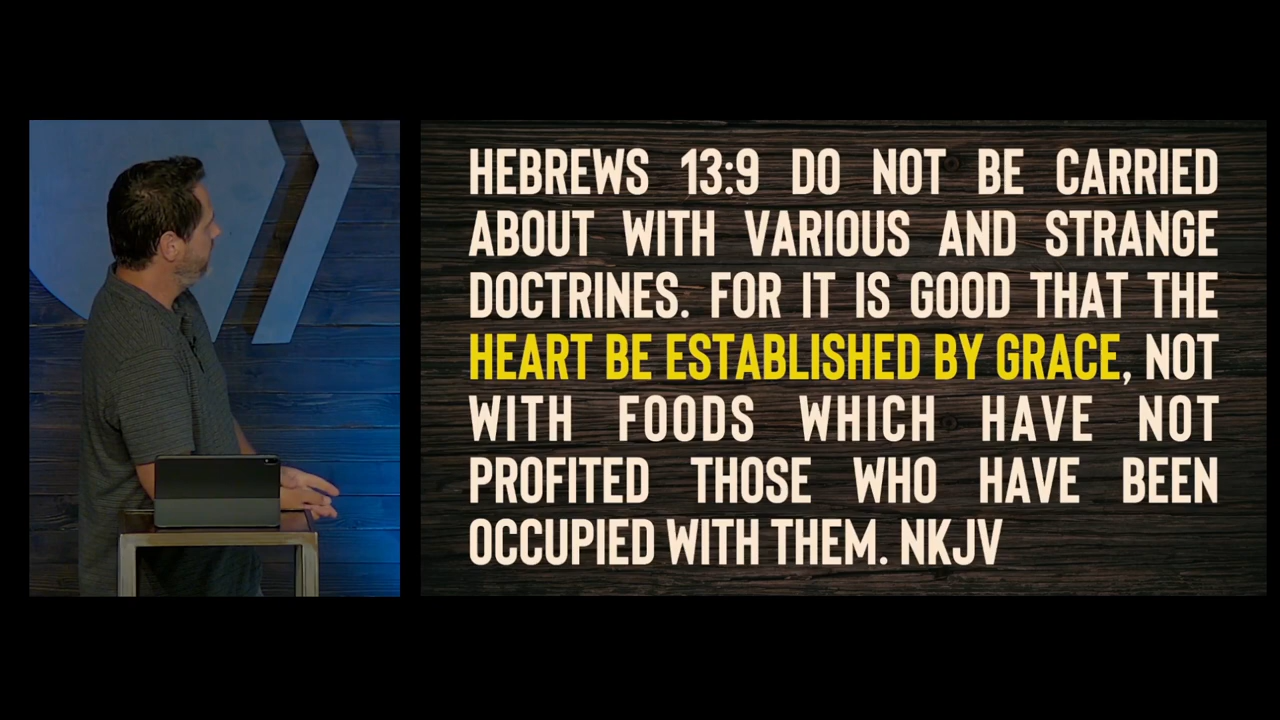 HEBREWS 13:9 DO NOT BE CARRIED
ABOUT WITH VARIOUS AND STRANGE
DOCTRINES. FOR IT IS GOOD THAT THE
HEART BE ESTABLISHED BY GRACE, NOT
WITH FOODS WHICH HAVE NOT
PROFITED THOSE WHO HAVE BEEN
OCCUPIED WITH THEM. NKJV